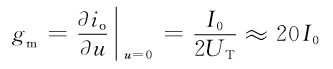 g_m = ∂i_o/∂u |_{u=0} = I_0/2U_T ≈ 20I_0